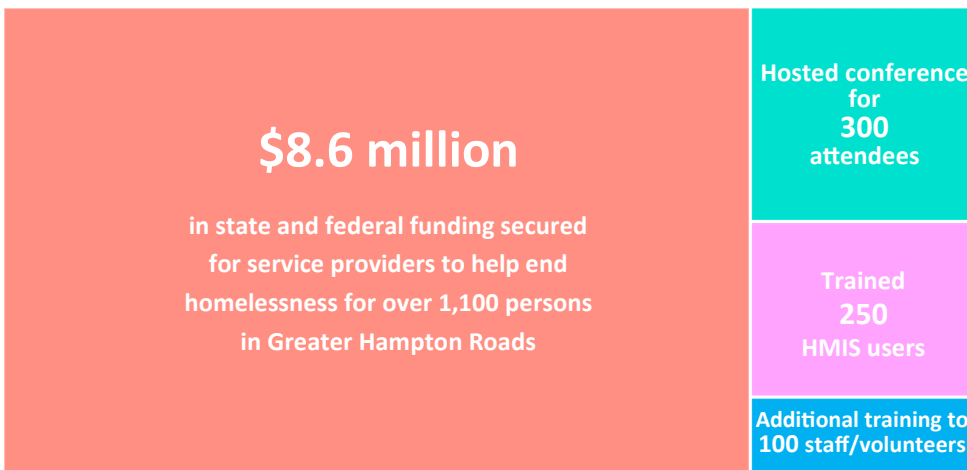 $8.6 million
in state and federal funding secured
for service providers to help end
homelessness for over 1,100 persons
in Greater Hampton Roads
Hosted conference
for
300
attendees
Trained
250
HMIS users
Additional training to
100 staff/volunteers